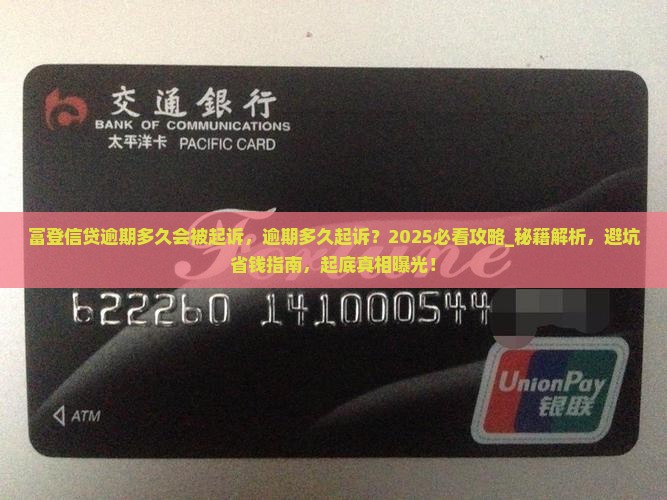 交通銀行
BANK OF COMMUNICATIONS
太平洋卡 PACIFIC CARD
富登信贷逾期多久会被起诉，逾期多久起诉？2025必看攻略_秘籍解析，避坑
省钱指南，起底真相曝光！
Fortune
622260 141000544
UnionPay
银联
ATM